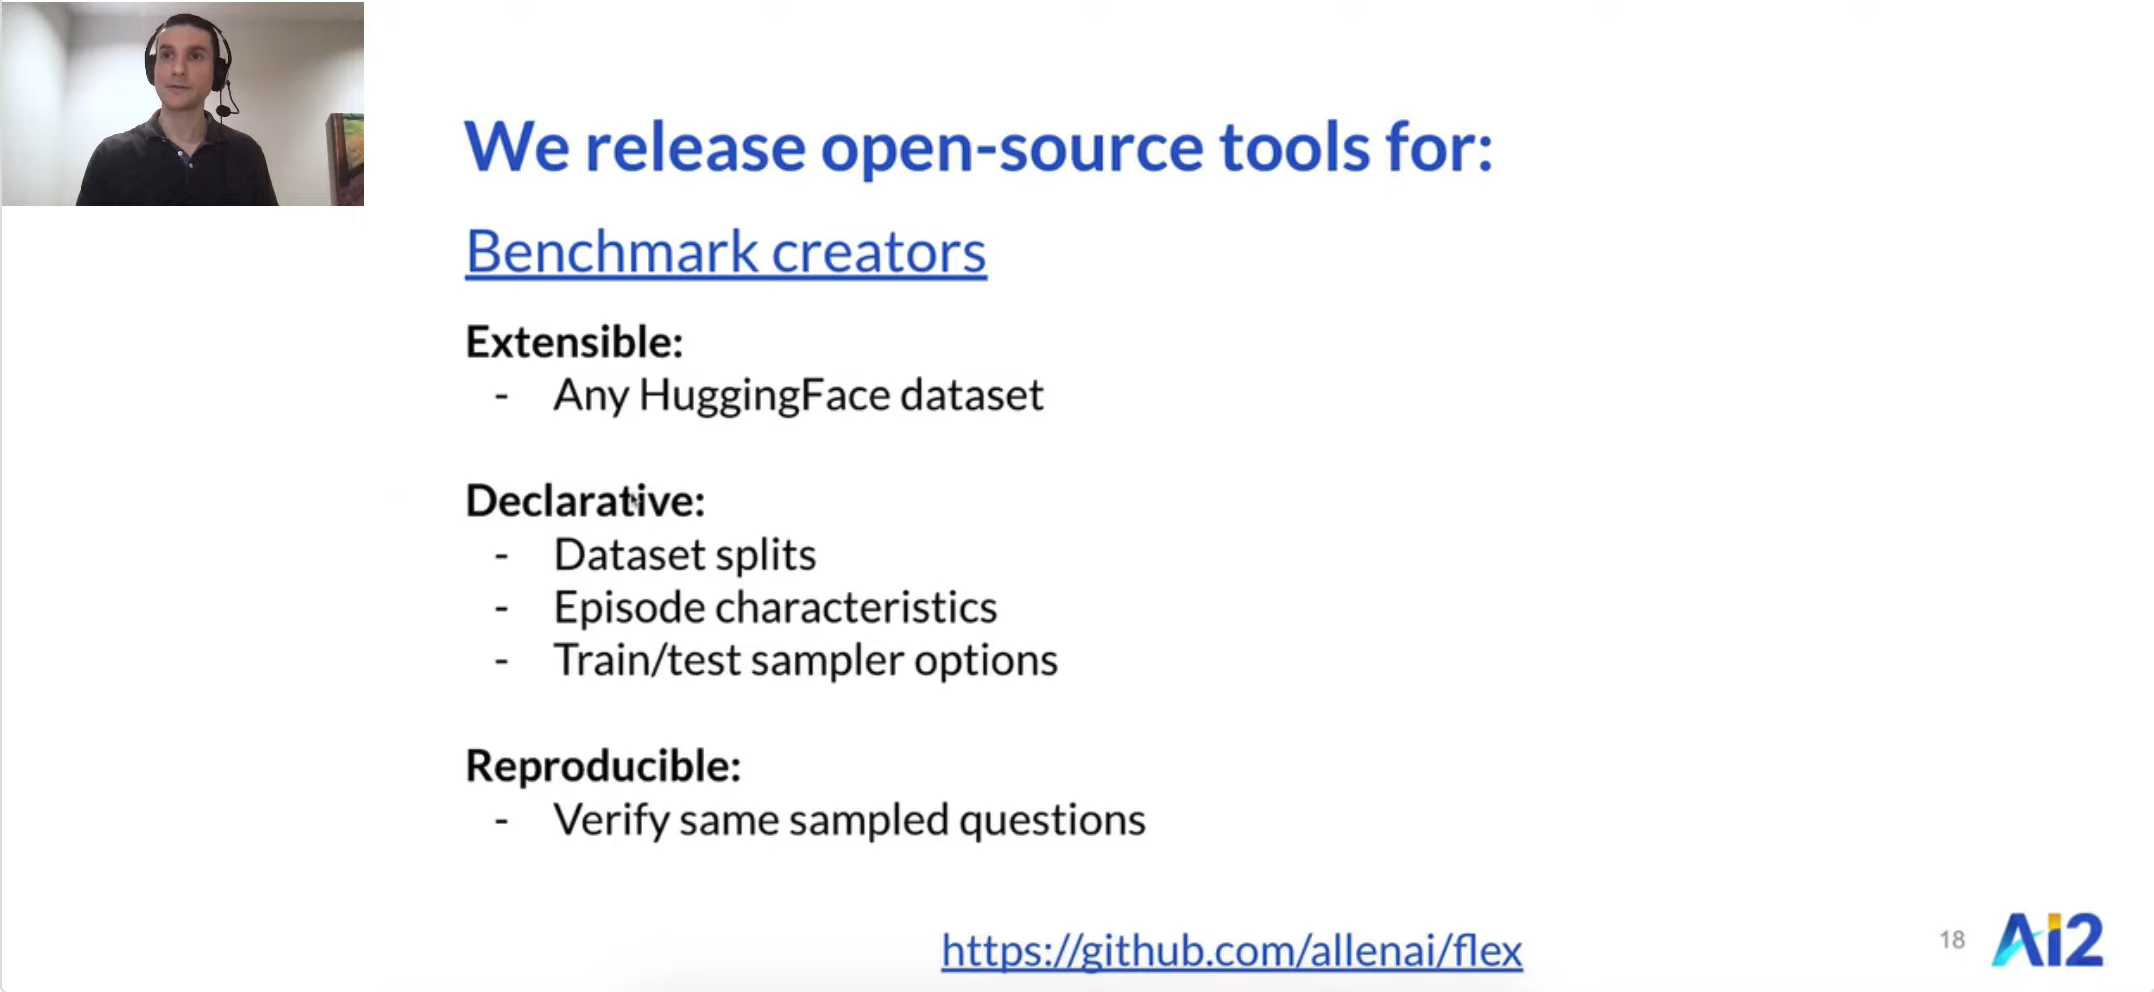 We release open-source tools for:
Benchmark creators
Extensible:
- Any HuggingFace dataset
Declarative:
- Dataset splits
- Episode characteristics
- Train/test sampler options
Reproducible:
- Verify same sampled questions
https://github.com/allenai/flex
18
Ai2